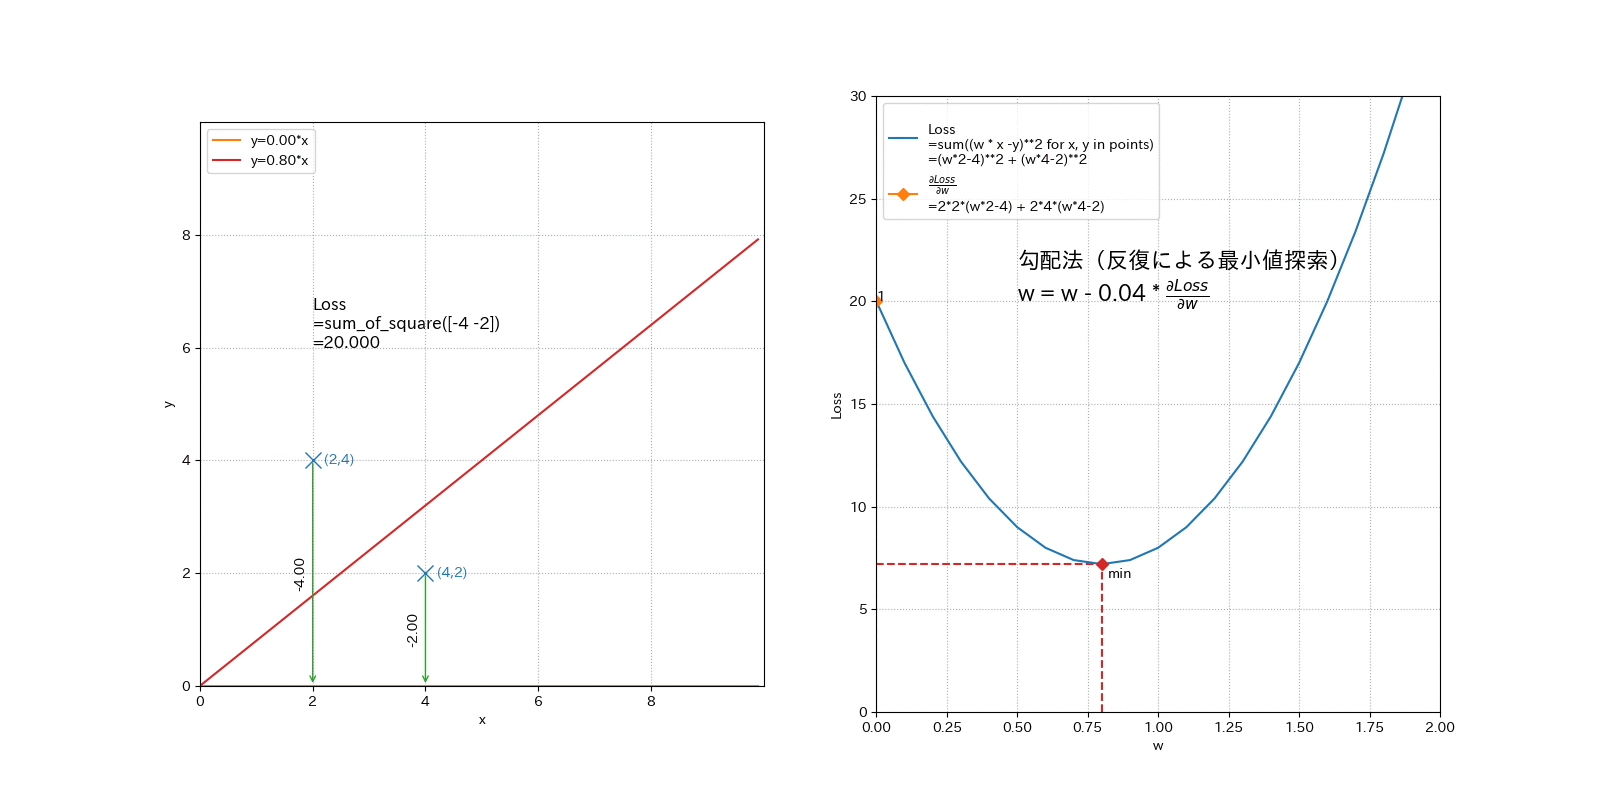 y=0.00*x
y=0.80*x
Loss
=sum_of_square([-4 -2])
=20.000
(2,4)
(4,2)
-4.00
-2.00
8
6
4
2
0
0
2
4
6
8
x
y
Loss
=sum((w * x -y)**2 for x, y in points)
=(w*2-4)**2 + (w*4-2)**2
∂Loss/∂w
=2*2*(w*2-4) + 2*4*(w*4-2)
勾配法（反復による最小値探索）
w = w - 0.04 * ∂Loss/∂w
1
min
30
25
20
15
10
5
0
0.00
0.25
0.50
0.75
1.00
1.25
1.50
1.75
2.00
w
Loss